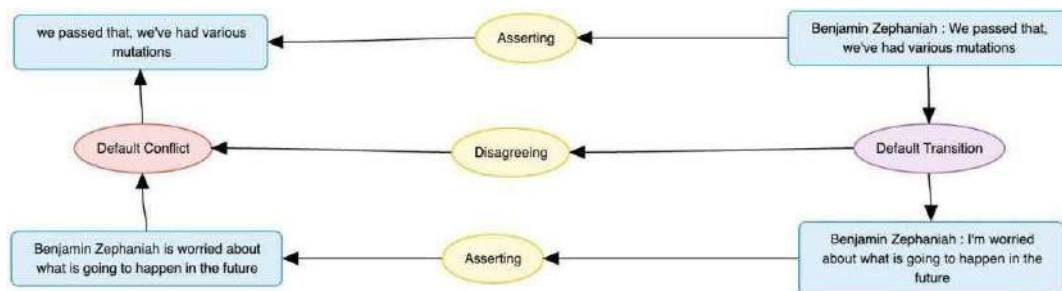 we passed that, we've had various
mutations
Asserting
Benjamin Zephaniah : We passed that,
we've had various mutations
Default Conflict
Disagreeing
Default Transition
Benjamin Zephaniah is worried about
what is going to happen in the future
Asserting
Benjamin Zephaniah : I'm worried
about what is going to happen in the
future